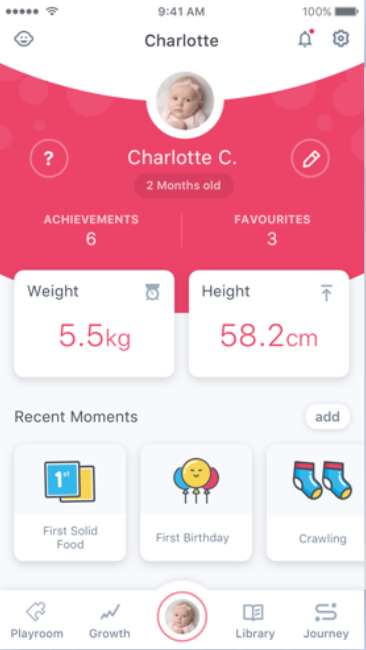 9:41 AM
100%
Charlotte
?
Charlotte C.
2 Months old
ACHIEVEMENTS
6
FAVOURITES
3
Weight
5.5kg
Height
58.2cm
Recent Moments
add
1st
First Solid
Food
First Birthday
Crawling
Playroom
Growth
Library
Journey